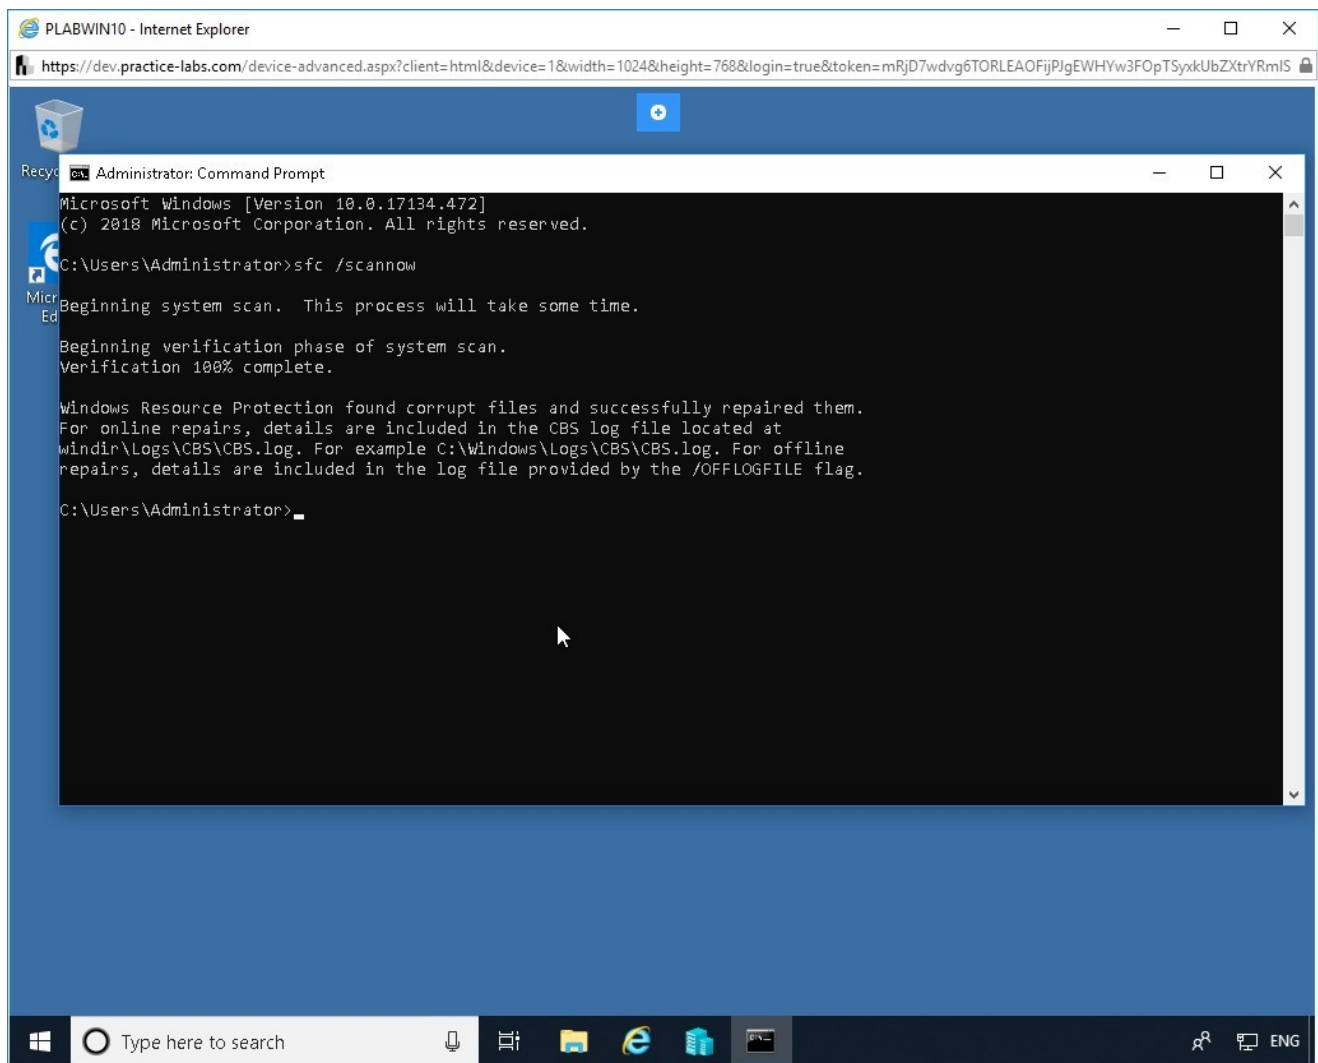 PLABWIN10 - Internet Explorer
https://dev.practice-labs.com/device-advanced.aspx?client=html&device=1&width=1024&height=768&login=true&token=mRjD7wdvg6TORLEAOFijPJgEWHYw3FOpTSyxkUbZXtrYRmlS
Recyc
Administrator: Command Prompt
Microsoft Windows [Version 10.0.17134.472]
(c) 2018 Microsoft Corporation. All rights reserved.
C:\Users\Administrator>sfc /scannow
Micr
Ed
Beginning system scan.  This process will take some time.
Beginning verification phase of system scan.
Verification 100% complete.
Windows Resource Protection found corrupt files and successfully repaired them.
For online repairs, details are included in the CBS log file located at
windir\Logs\CBS\CBS.log. For example C:\Windows\Logs\CBS\CBS.log. For offline
repairs, details are included in the log file provided by the /OFFLOGFILE flag.
C:\Users\Administrator>
Type here to search
ENG